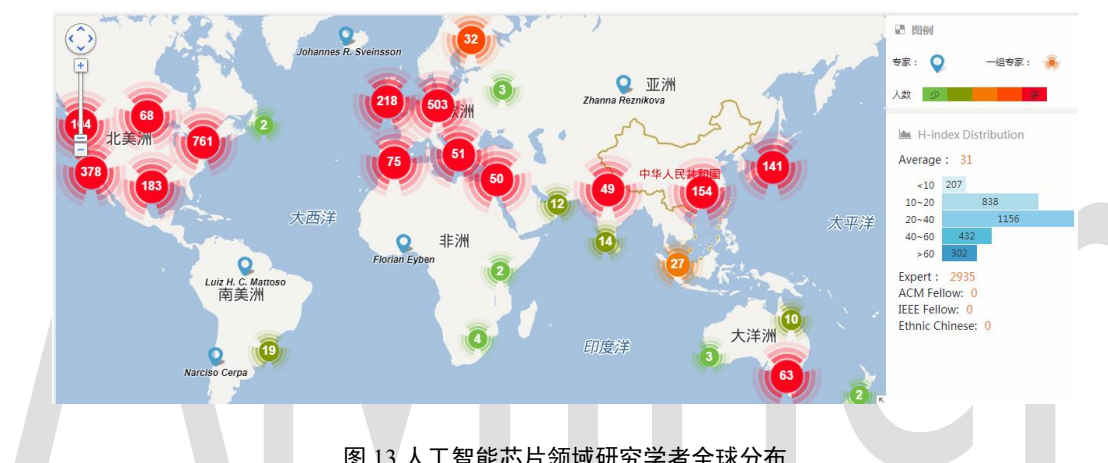 32
Johannes R. Sveinsson
亚洲
Zhanna Reznikova
3
218
503
欧洲
68
北美洲
761
2
378
183
75
51
50
49
中华人民共和国
154
141
大西洋
12
14
太平洋
非洲
Florian Eyben
27
2
Luiz H. C. Mattoso
南美洲
10
大洋洲
4
印度洋
3
19
Narciso Cerpa
63
2
图例
专家：
一组专家：
人数 少 多
H-index Distribution
Average： 31
<10 207
10~20 838
20~40 1156
40~60 432
>60 302
Expert： 2935
ACM Fellow: 0
IEEE Fellow: 0
Ethnic Chinese: 0
图 13 人工智能芯片领域研究学者全球分布